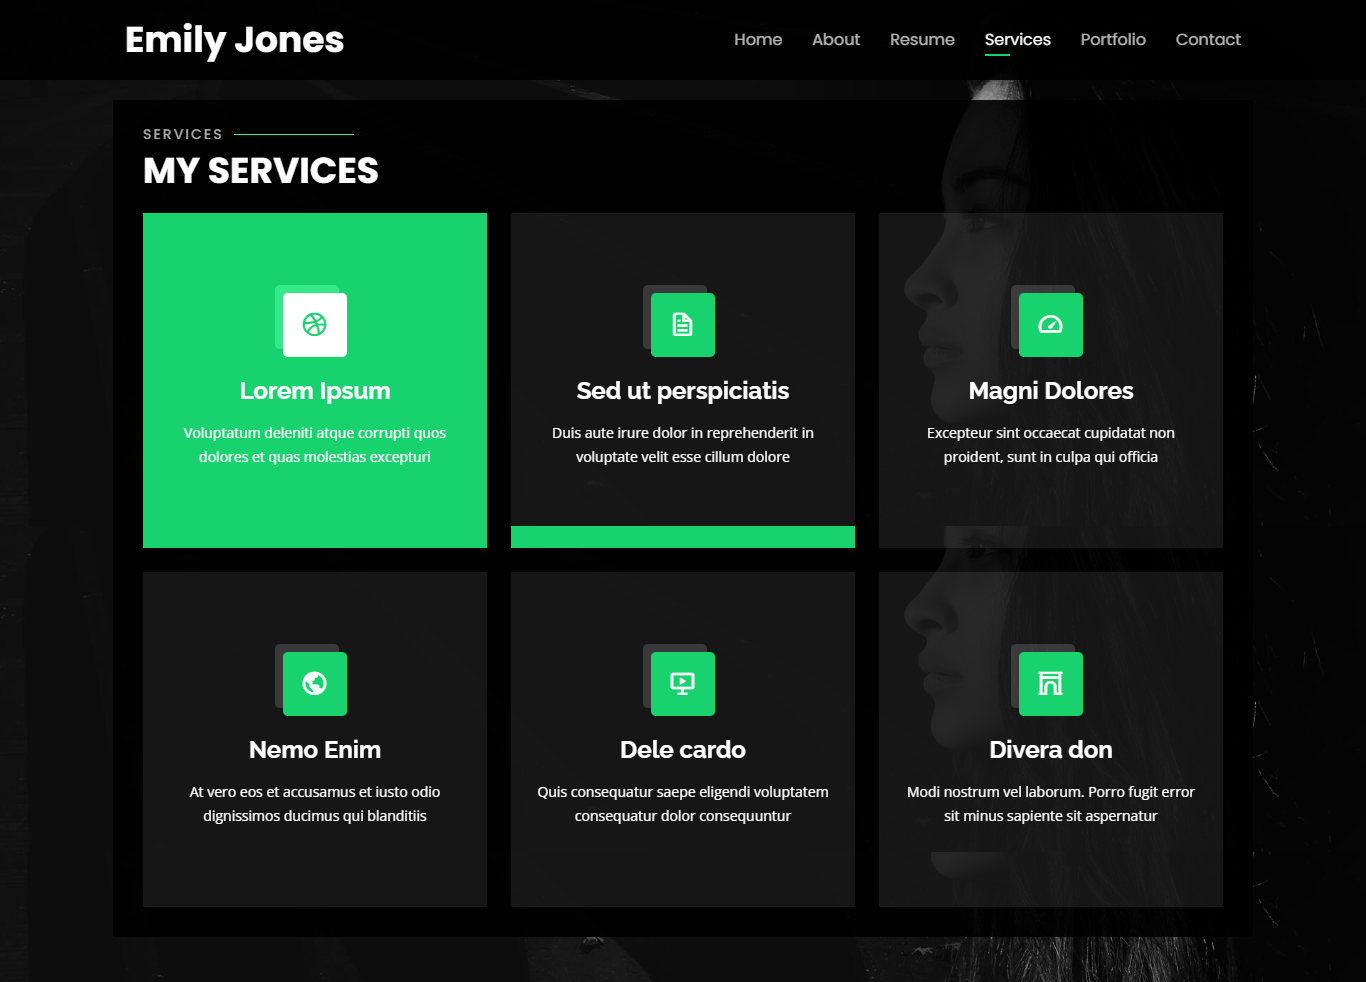 Emily Jones
Home About Resume Services Portfolio Contact
SERVICES
MY SERVICES
Lorem Ipsum
Voluptatum deleniti atque corrupti quos
dolores et quas molestias excepturi
Sed ut perspiciatis
Duis aute irure dolor in reprehenderit in
voluptate velit esse cillum dolore
Magni Dolores
Excepteur sint occaecat cupidatat non
proident, sunt in culpa qui officia
Nemo Enim
At vero eos et accusamus et iusto odio
dignissimos ducimus qui blanditiis
Dele cardo
Quis consequatur saepe eligendi voluptatem
consequatur dolor consequuntur
Divera don
Modi nostrum vel laborum. Porro fugit error
sit minus sapiente sit aspernatur